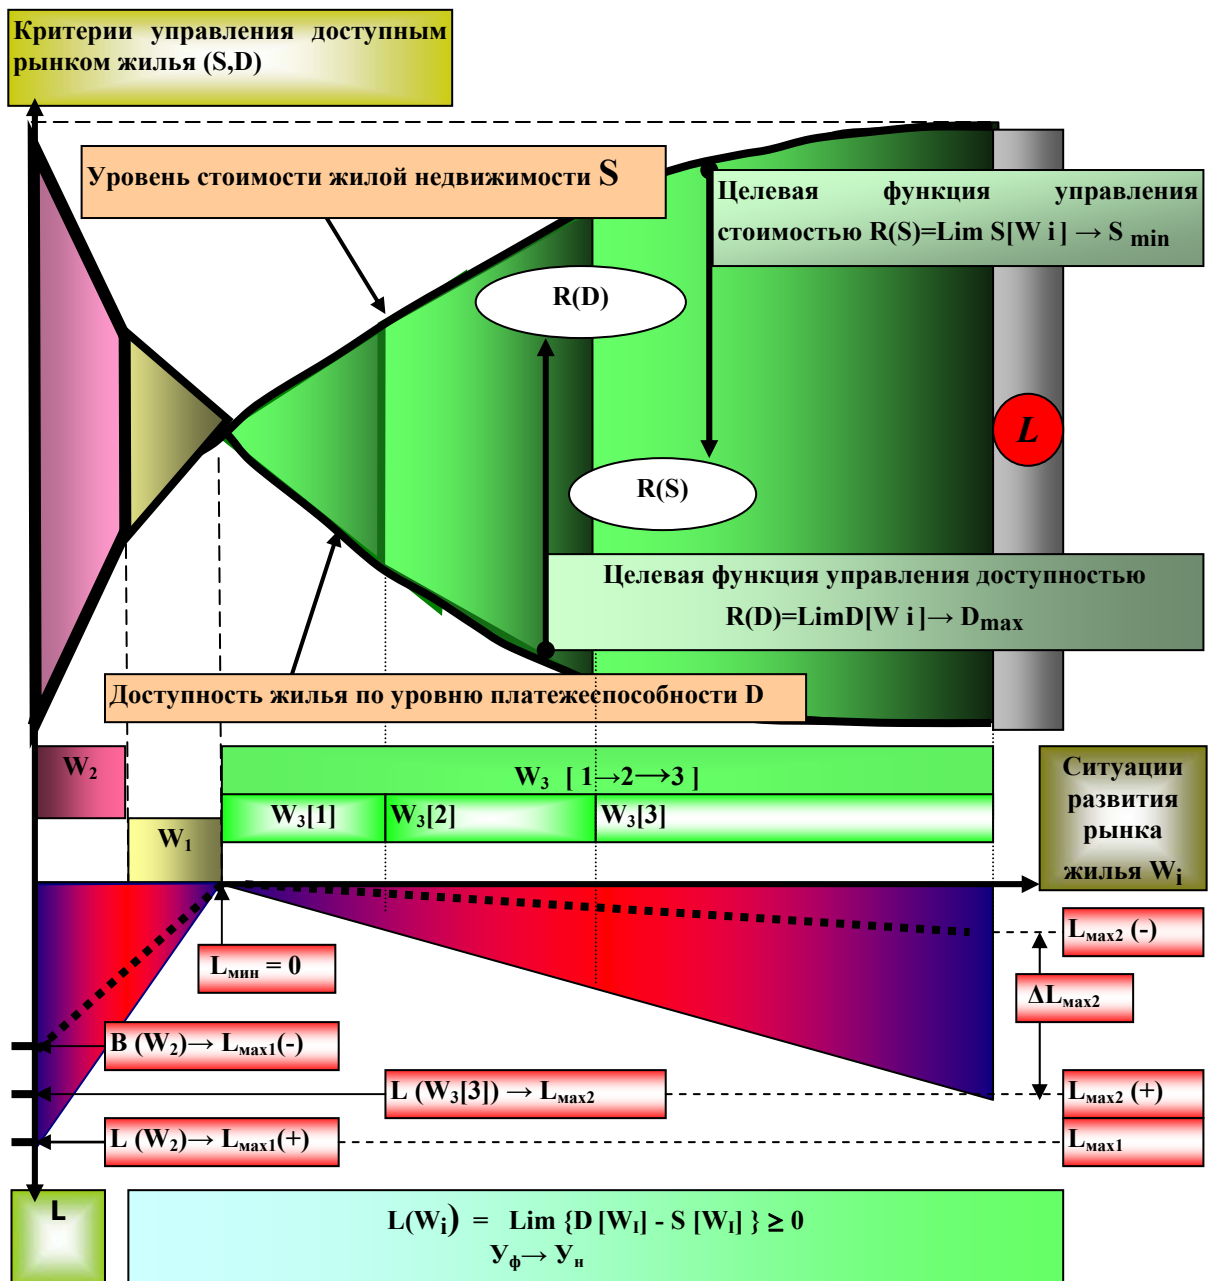 Критерии управления доступным
рынком жилья (S,D)
Уровень стоимости жилой недвижимости S
Целевая функция управления
стоимостью R(S)=Lim S[W i ] → S min
R(D)
L
R(S)
Целевая функция управления доступностью
R(D)=LimD[W i ]→ Dmax
Доступность жилья по уровню платежеспособности D
W2
W3 [ 1→2→3 ]
W3[1]
W3[2]
W3[3]
W1
Ситуации
развития
рынка
жилья Wi
Lмин = 0
Lmax2 (-)
ΔLmax2
B (W2)→ Lмах1(-)
L (W3[3]) → Lмах2
Lmax2 (+)
L (W2)→ Lмах1(+)
Lmax1
L
L(Wi) = Lim {D [WI] - S [WI] } ≥ 0
Уф→ Ун